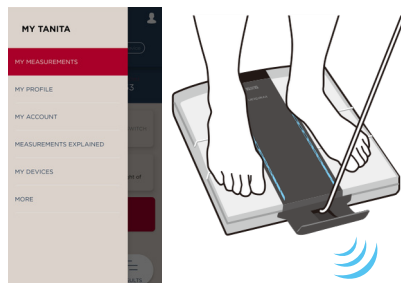 MY TANITA
MY MEASUREMENTS
MY PROFILE
MY ACCOUNT
MEASUREMENTS EXPLAINED
MY DEVICES
MORE